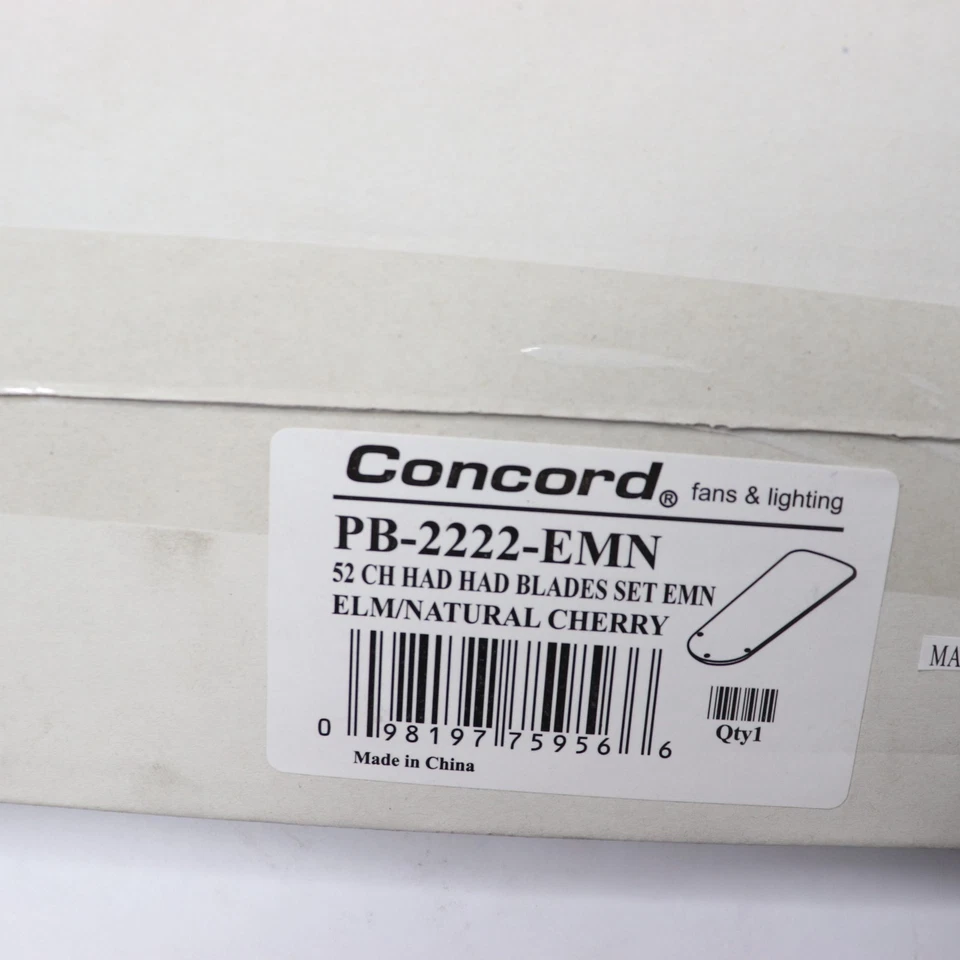 Concord® fans & lighting
PB-2222-EMN
52 CH HAD HAD BLADES SET EMN
ELM/NATURAL CHERRY
0 98197 75956 6
Qty1
Made in China
MA